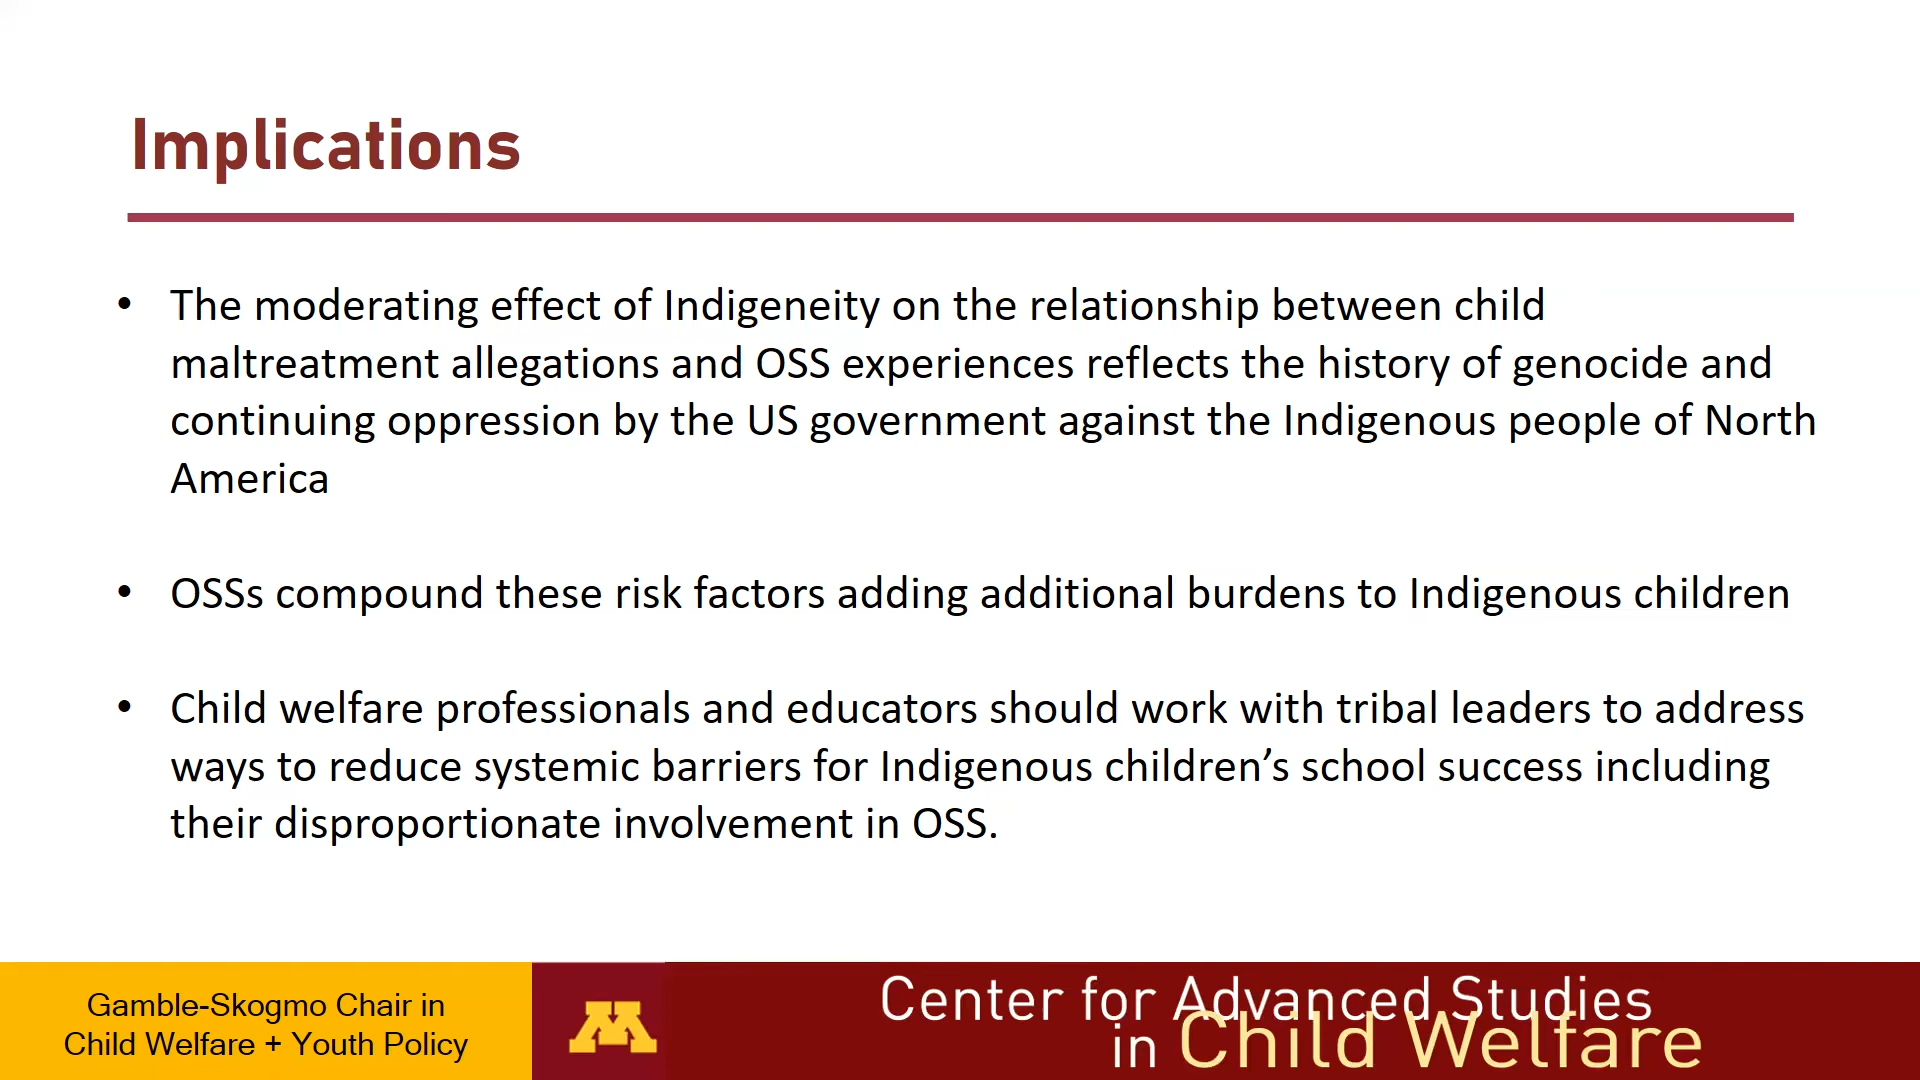 Implications
• The moderating effect of Indigeneity on the relationship between child
maltreatment allegations and OSS experiences reflects the history of genocide and
continuing oppression by the US government against the Indigenous people of North
America
• OSSs compound these risk factors adding additional burdens to Indigenous children
• Child welfare professionals and educators should work with tribal leaders to address
ways to reduce systemic barriers for Indigenous children’s school success including
their disproportionate involvement in OSS.
Gamble-Skogmo Chair in
Child Welfare + Youth Policy
M
Center for Advanced Studies
in Child Welfare